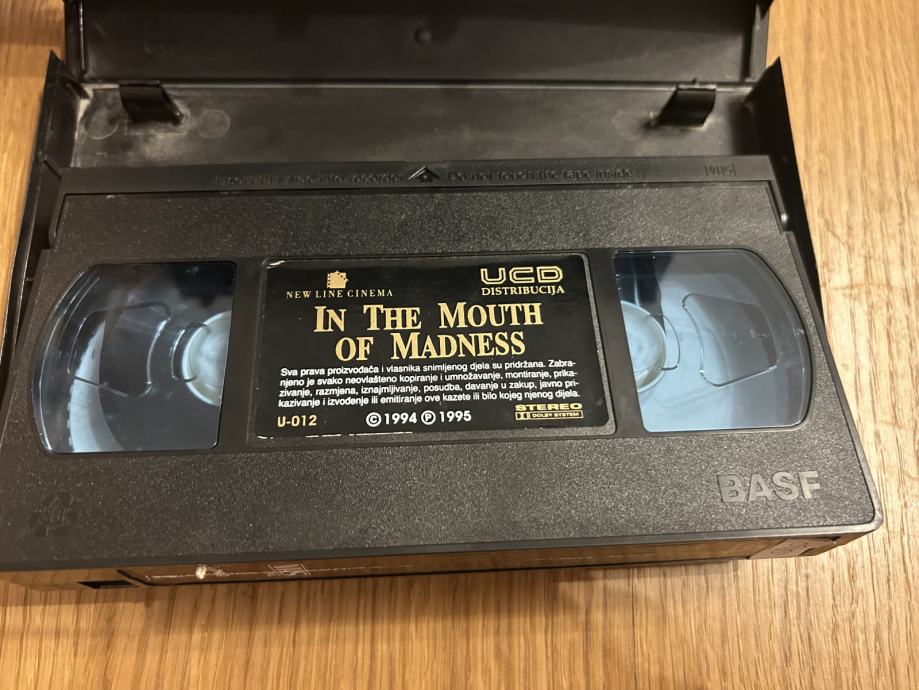 Insert this side into recorder Do not touch the tape inside VHS
NEW LINE CINEMA
UCD
DISTRIBUCIJA
IN THE MOUTH
OF MADNESS
Sva prava proizvođača i vlasnika snimljenog djela su pridržana. Zabra-
njeno je svako neovlašteno kopiranje i umnožavanje, montiranje, prika-
zivanje, razmjena, iznajmljivanje, posudba, davanje u zakup, javno pri-
kazivanje i izvođenje ili emitiranje ove kazete ili bilo kojeg njenog dijela.
U-012
©1994 ℗ 1995
STEREO
DOLBY SYSTEM
BASF